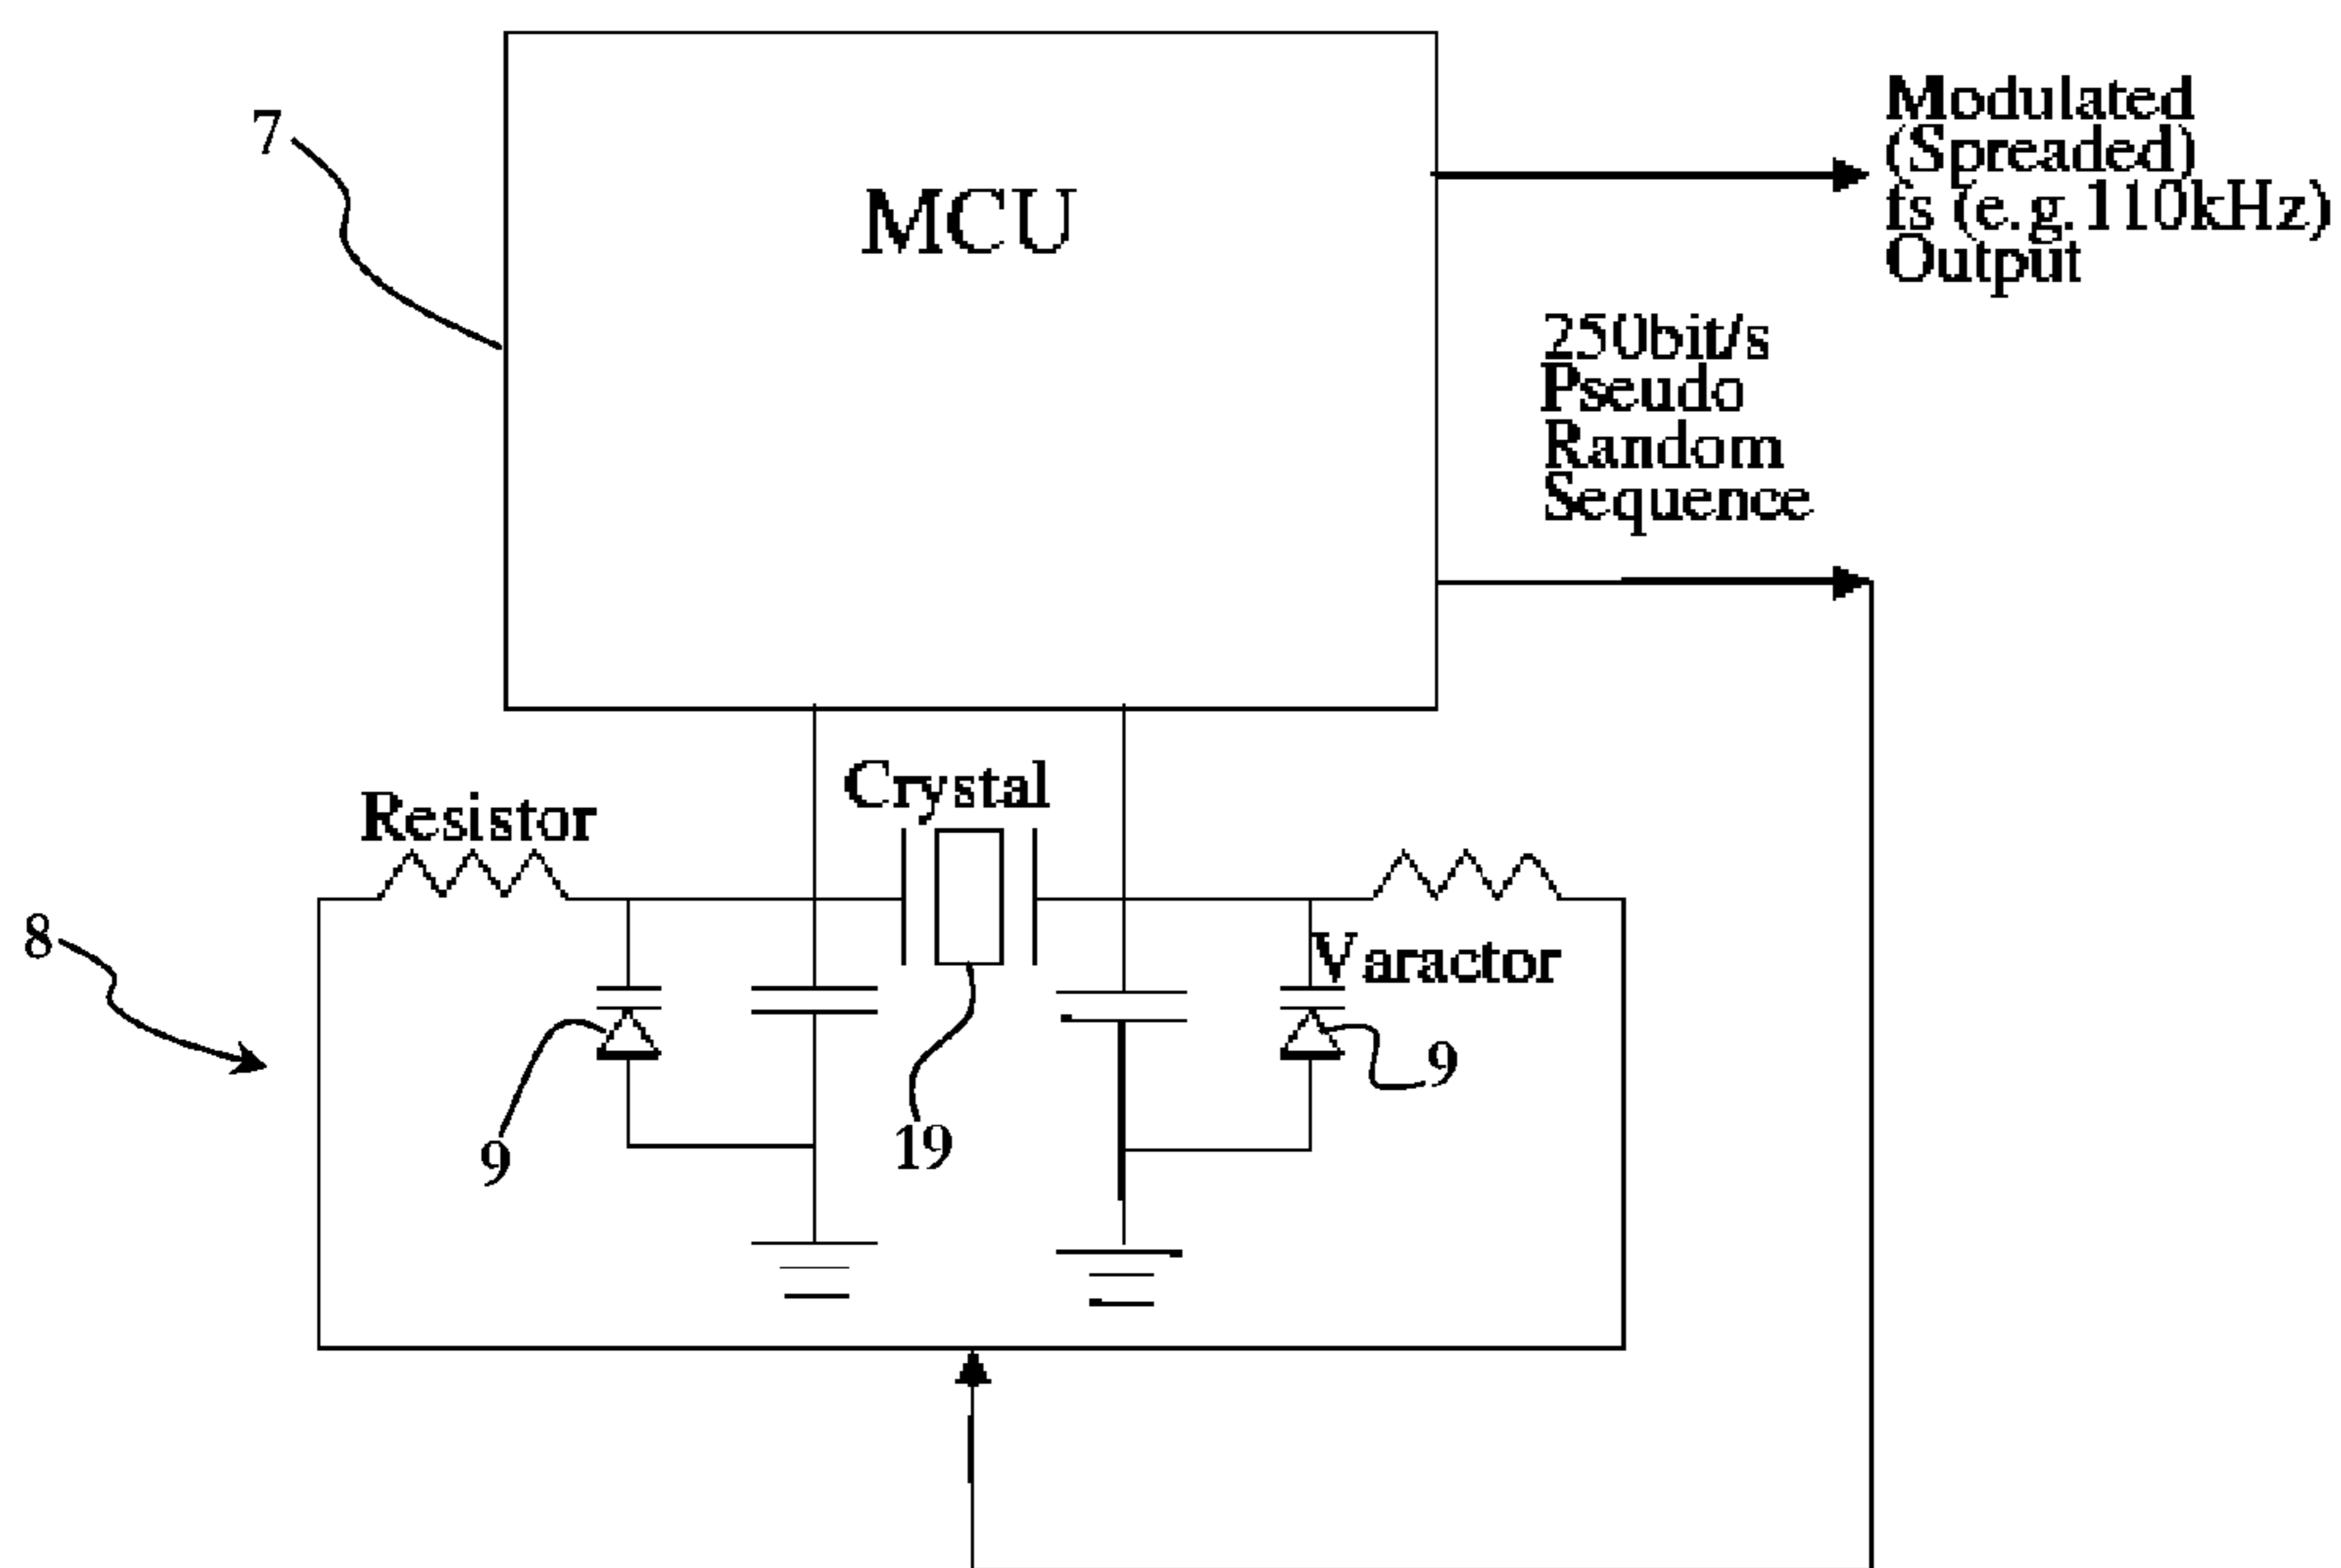 7
MCU
Modulated
(Spreaded)
fs (e.g. 110kHz)
Output
250bit/s
Pseudo
Random
Sequence
Crystal
Resistor
8
Varactor
9
9
19